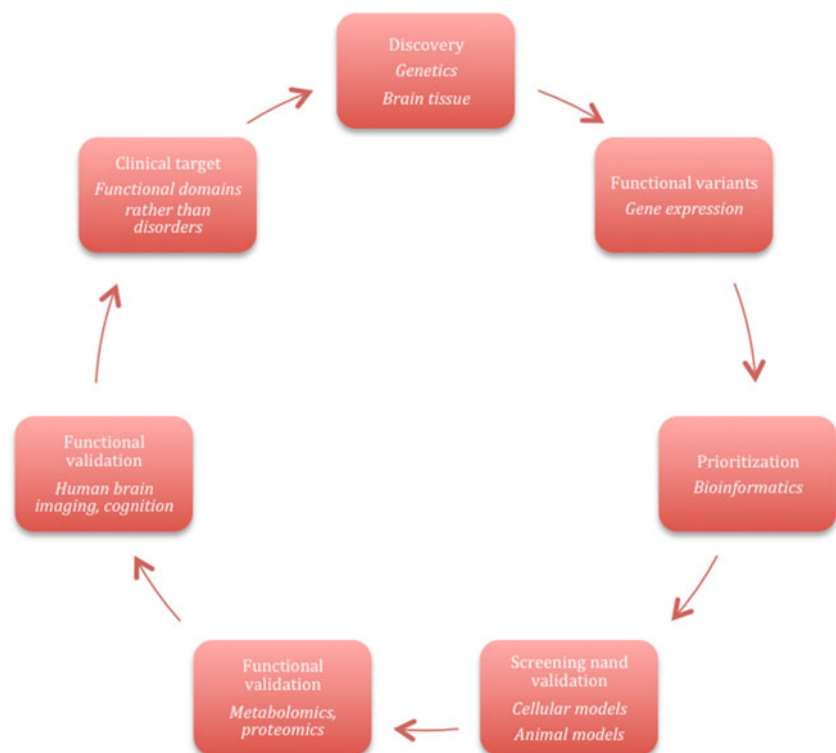 Discovery
Genetics
Brain tissue
Functional variants
Gene expression
Prioritization
Bioinformatics
Screening nand
validation
Cellular models
Animal models
Functional
validation
Metabolomics,
proteomics
Functional
validation
Human brain
imaging, cognition
Clinical target
Functional domains
rather than
disorders